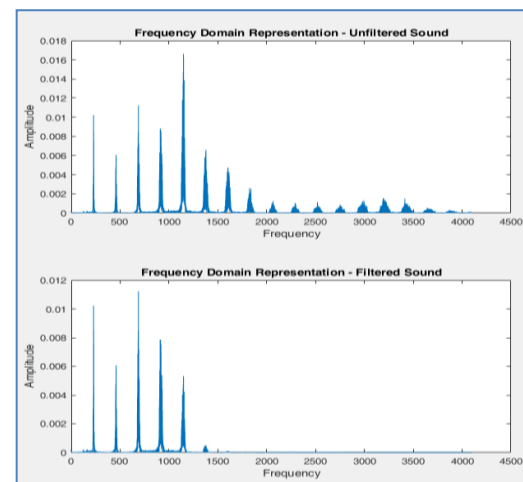 Frequency Domain Representation - Unfiltered Sound
0.018
0.016
0.014
0.012
0.01
0.008
0.006
0.004
0.002
0
Amplitude
0 500 1000 1500 2000 2500 3000 3500 4000 4500
Frequency
Frequency Domain Representation - Filtered Sound
0.012
0.01
0.008
0.006
0.004
0.002
0
Amplitude
0 500 1000 1500 2000 2500 3000 3500 4000 4500
Frequency